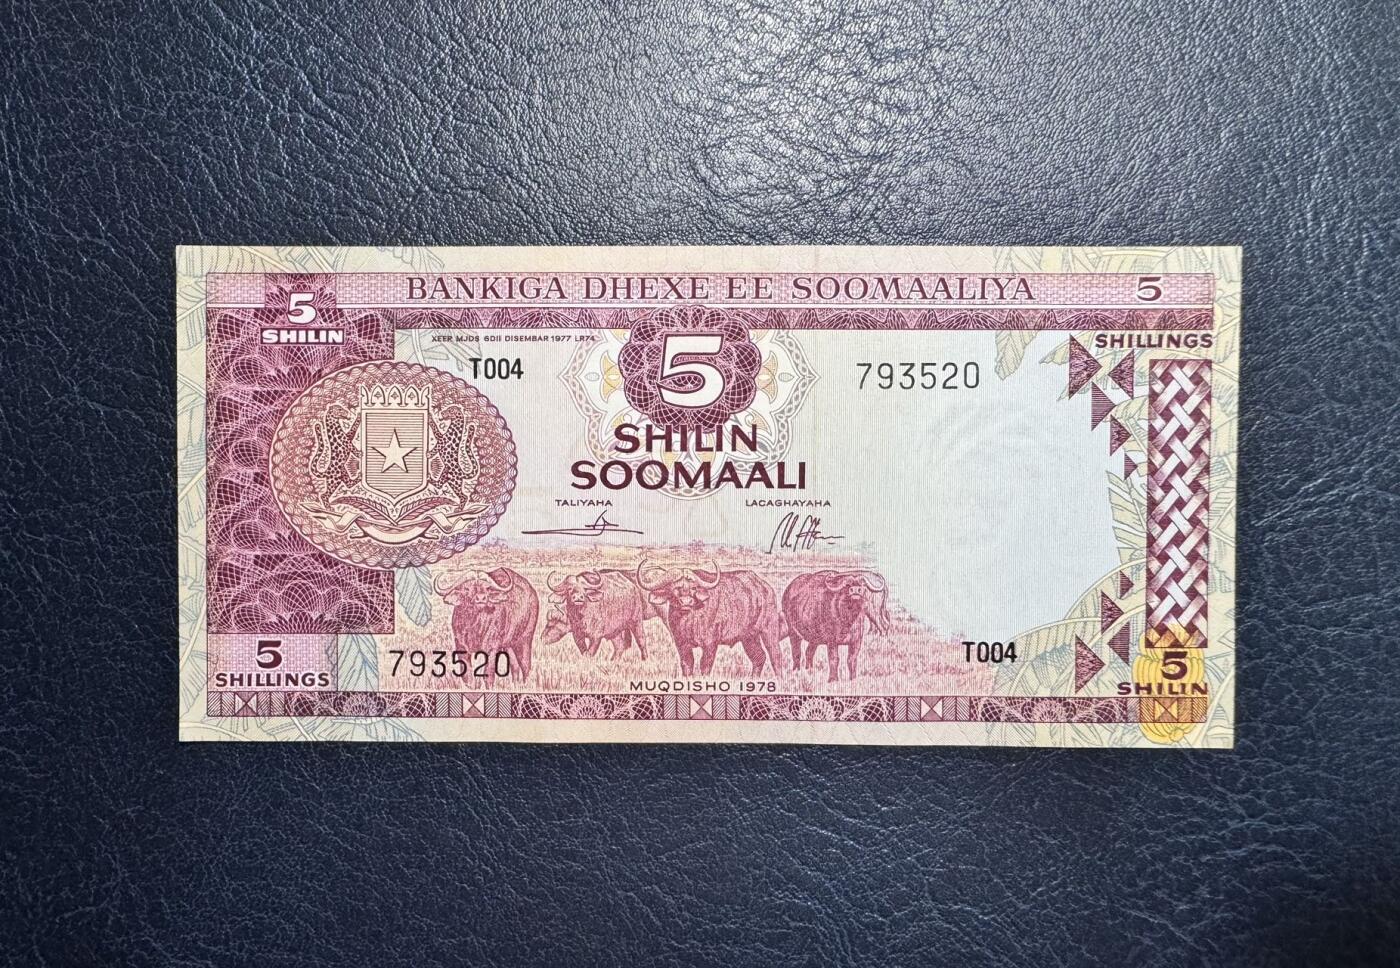 BANKIGA DHEXE EE SOOMAALIYA
5
5
SHILIN
XEER MJDS 6DII DISEMBAR 1977 LR74
SHILLINGS
T004
5
793520
SHILIN
SOOMAALI
TALIYAHA
LACAGHAYAHA
T004
5
SHILLINGS
793520
MUQDISHO 1978
5
SHILIN